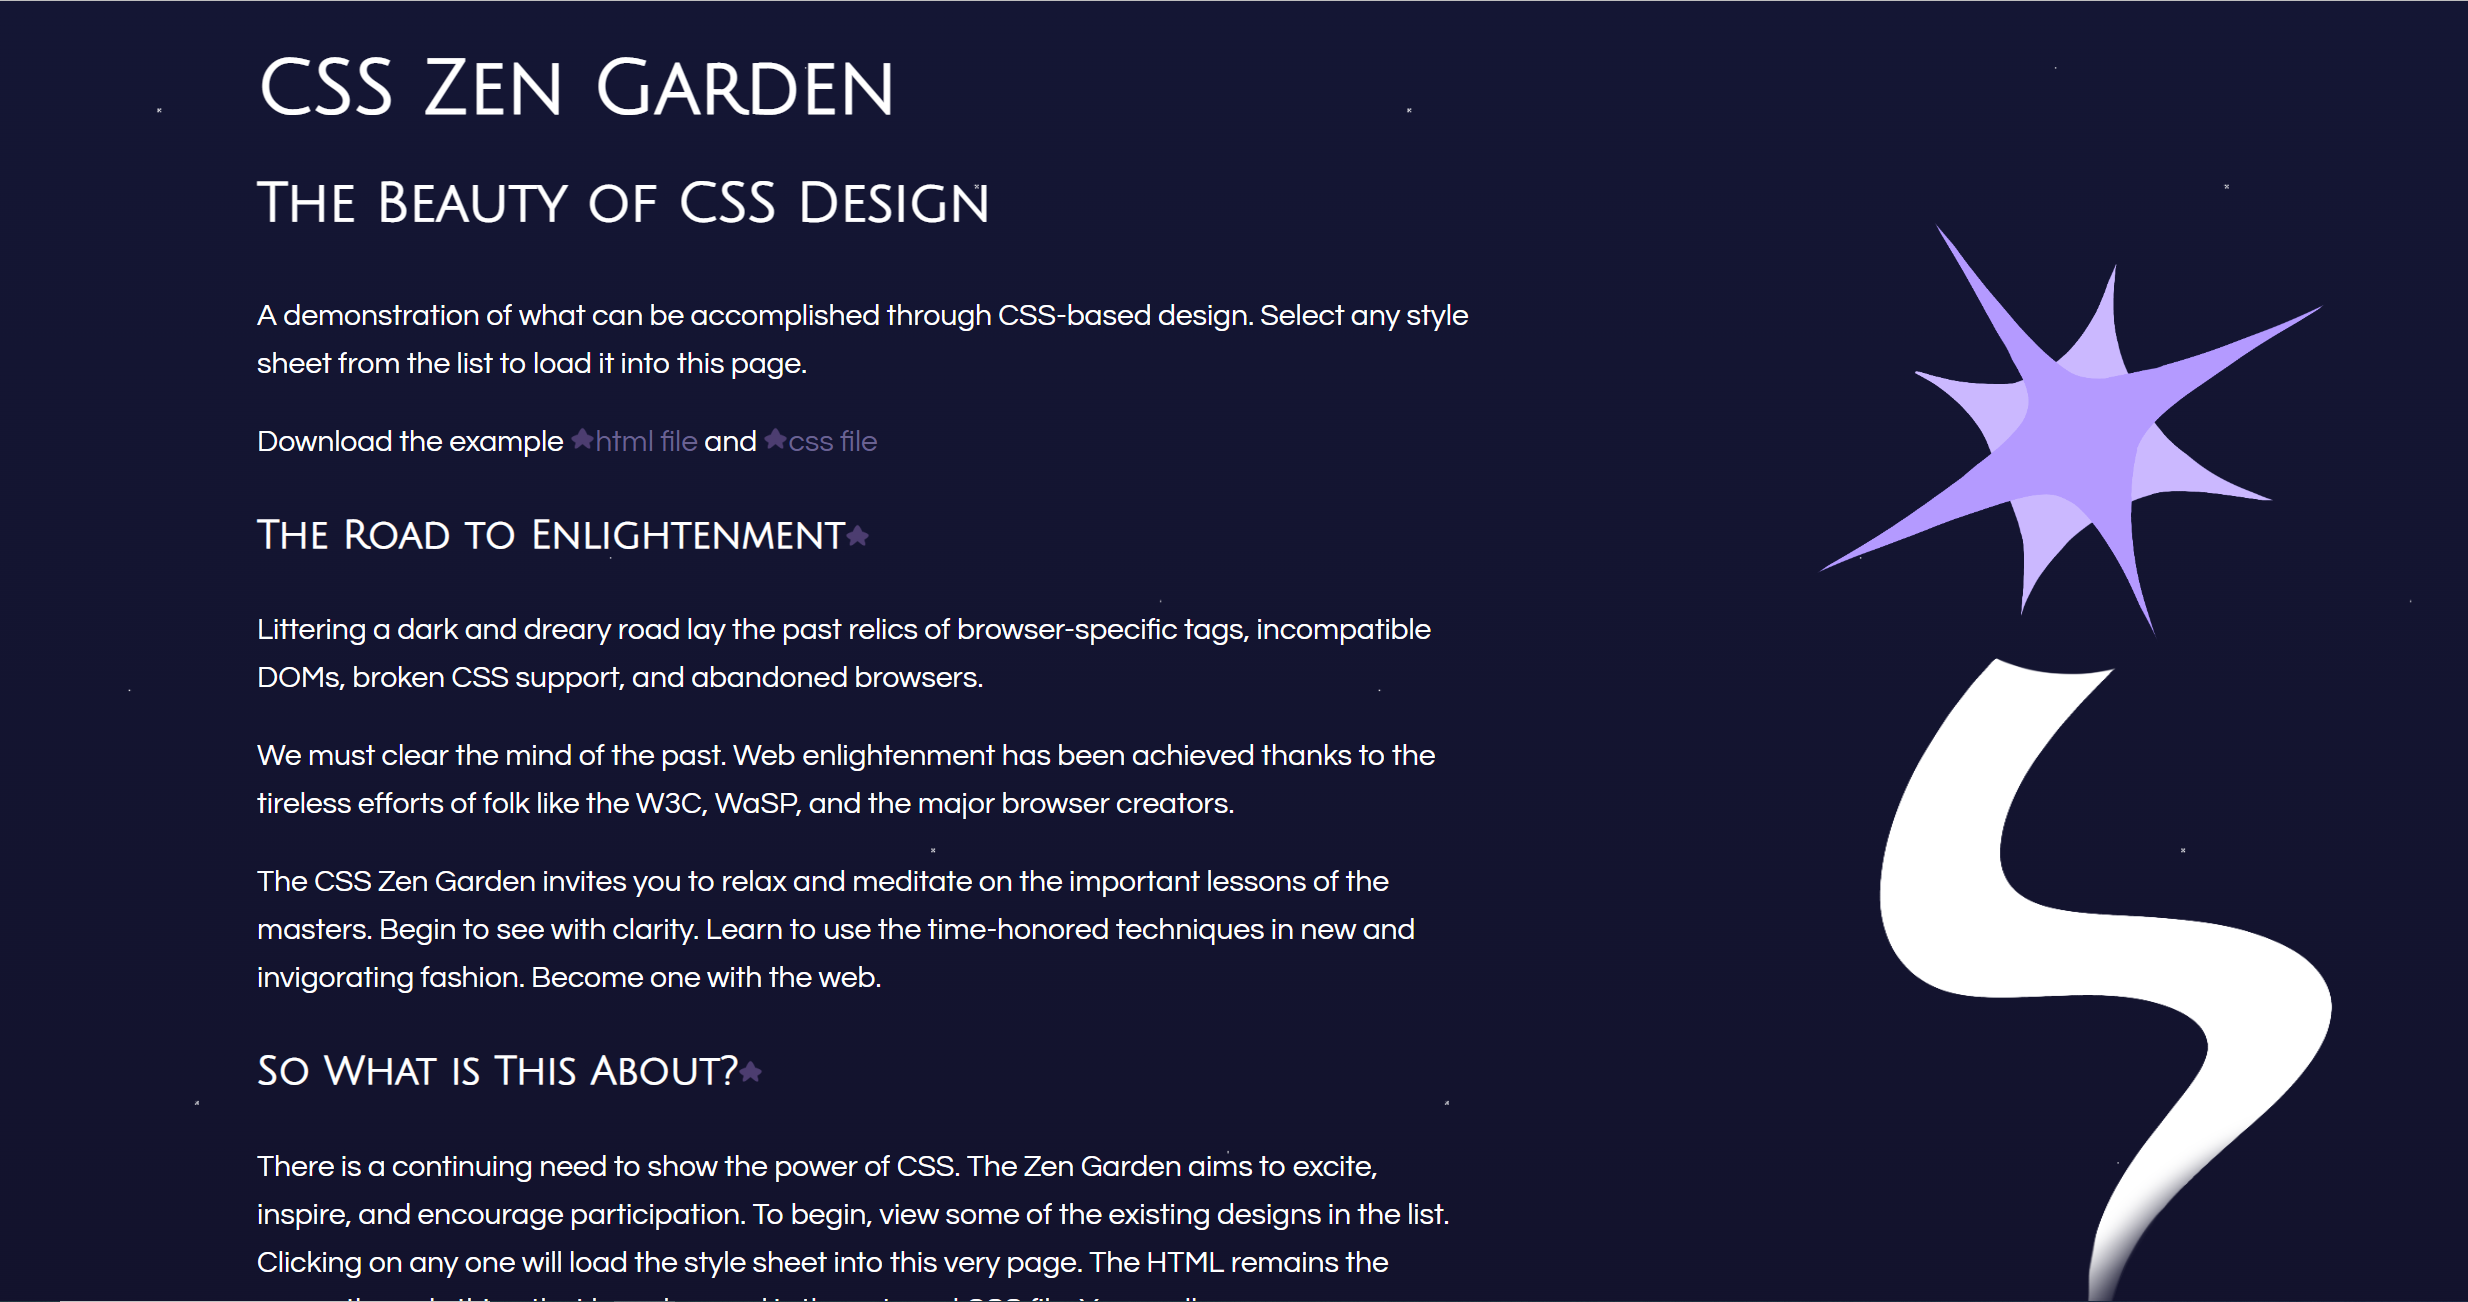 CSS Zen Garden
The Beauty of CSS Design
A demonstration of what can be accomplished through CSS-based design. Select any style
sheet from the list to load it into this page.
Download the example html file and css file
The Road to Enlightenment
Littering a dark and dreary road lay the past relics of browser-specific tags, incompatible
DOMs, broken CSS support, and abandoned browsers.
We must clear the mind of the past. Web enlightenment has been achieved thanks to the
tireless efforts of folk like the W3C, WaSP, and the major browser creators.
The CSS Zen Garden invites you to relax and meditate on the important lessons of the
masters. Begin to see with clarity. Learn to use the time-honored techniques in new and
invigorating fashion. Become one with the web.
So What is This About?
There is a continuing need to show the power of CSS. The Zen Garden aims to excite,
inspire, and encourage participation. To begin, view some of the existing designs in the list.
Clicking on any one will load the style sheet into this very page. The HTML remains the